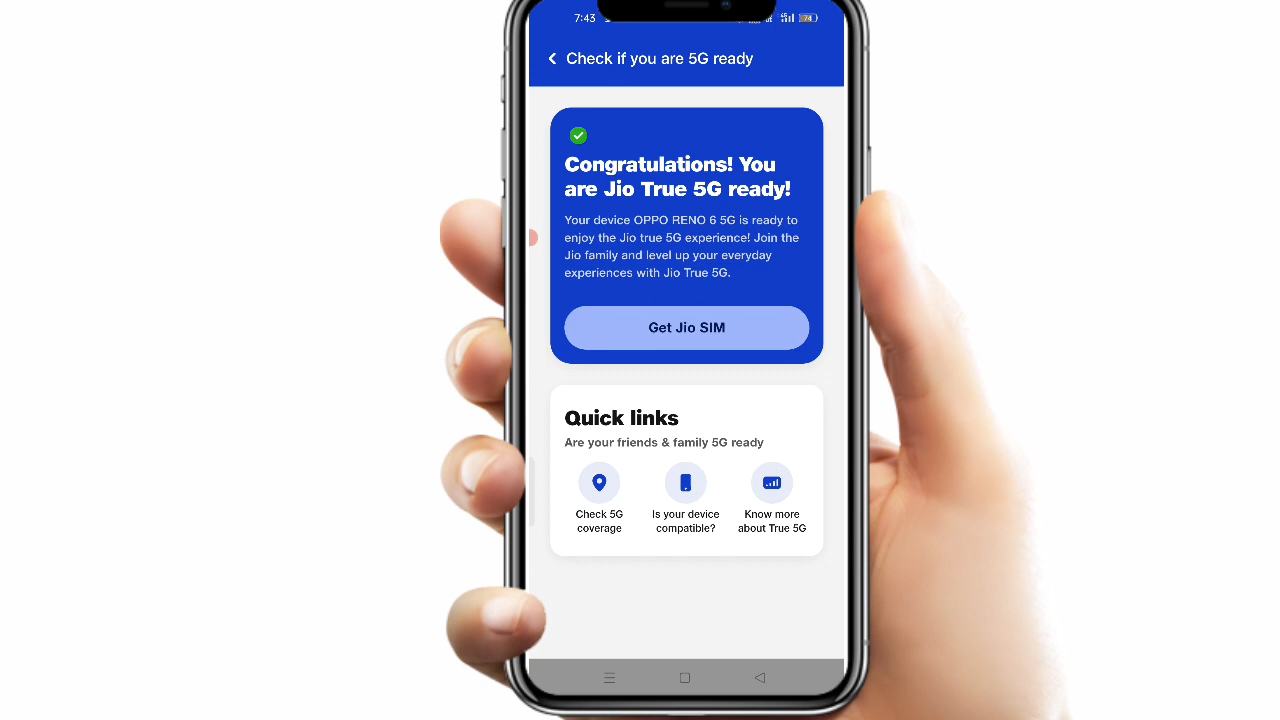 7:43
74
Check if you are 5G ready
Congratulations! You
are Jio True 5G ready!
Your device OPPO RENO 6 5G is ready to
enjoy the Jio true 5G experience! Join the
Jio family and level up your everyday
experiences with Jio True 5G.
Get Jio SIM
Quick links
Are your friends & family 5G ready
Check 5G
coverage
Is your device
compatible?
Know more
about True 5G